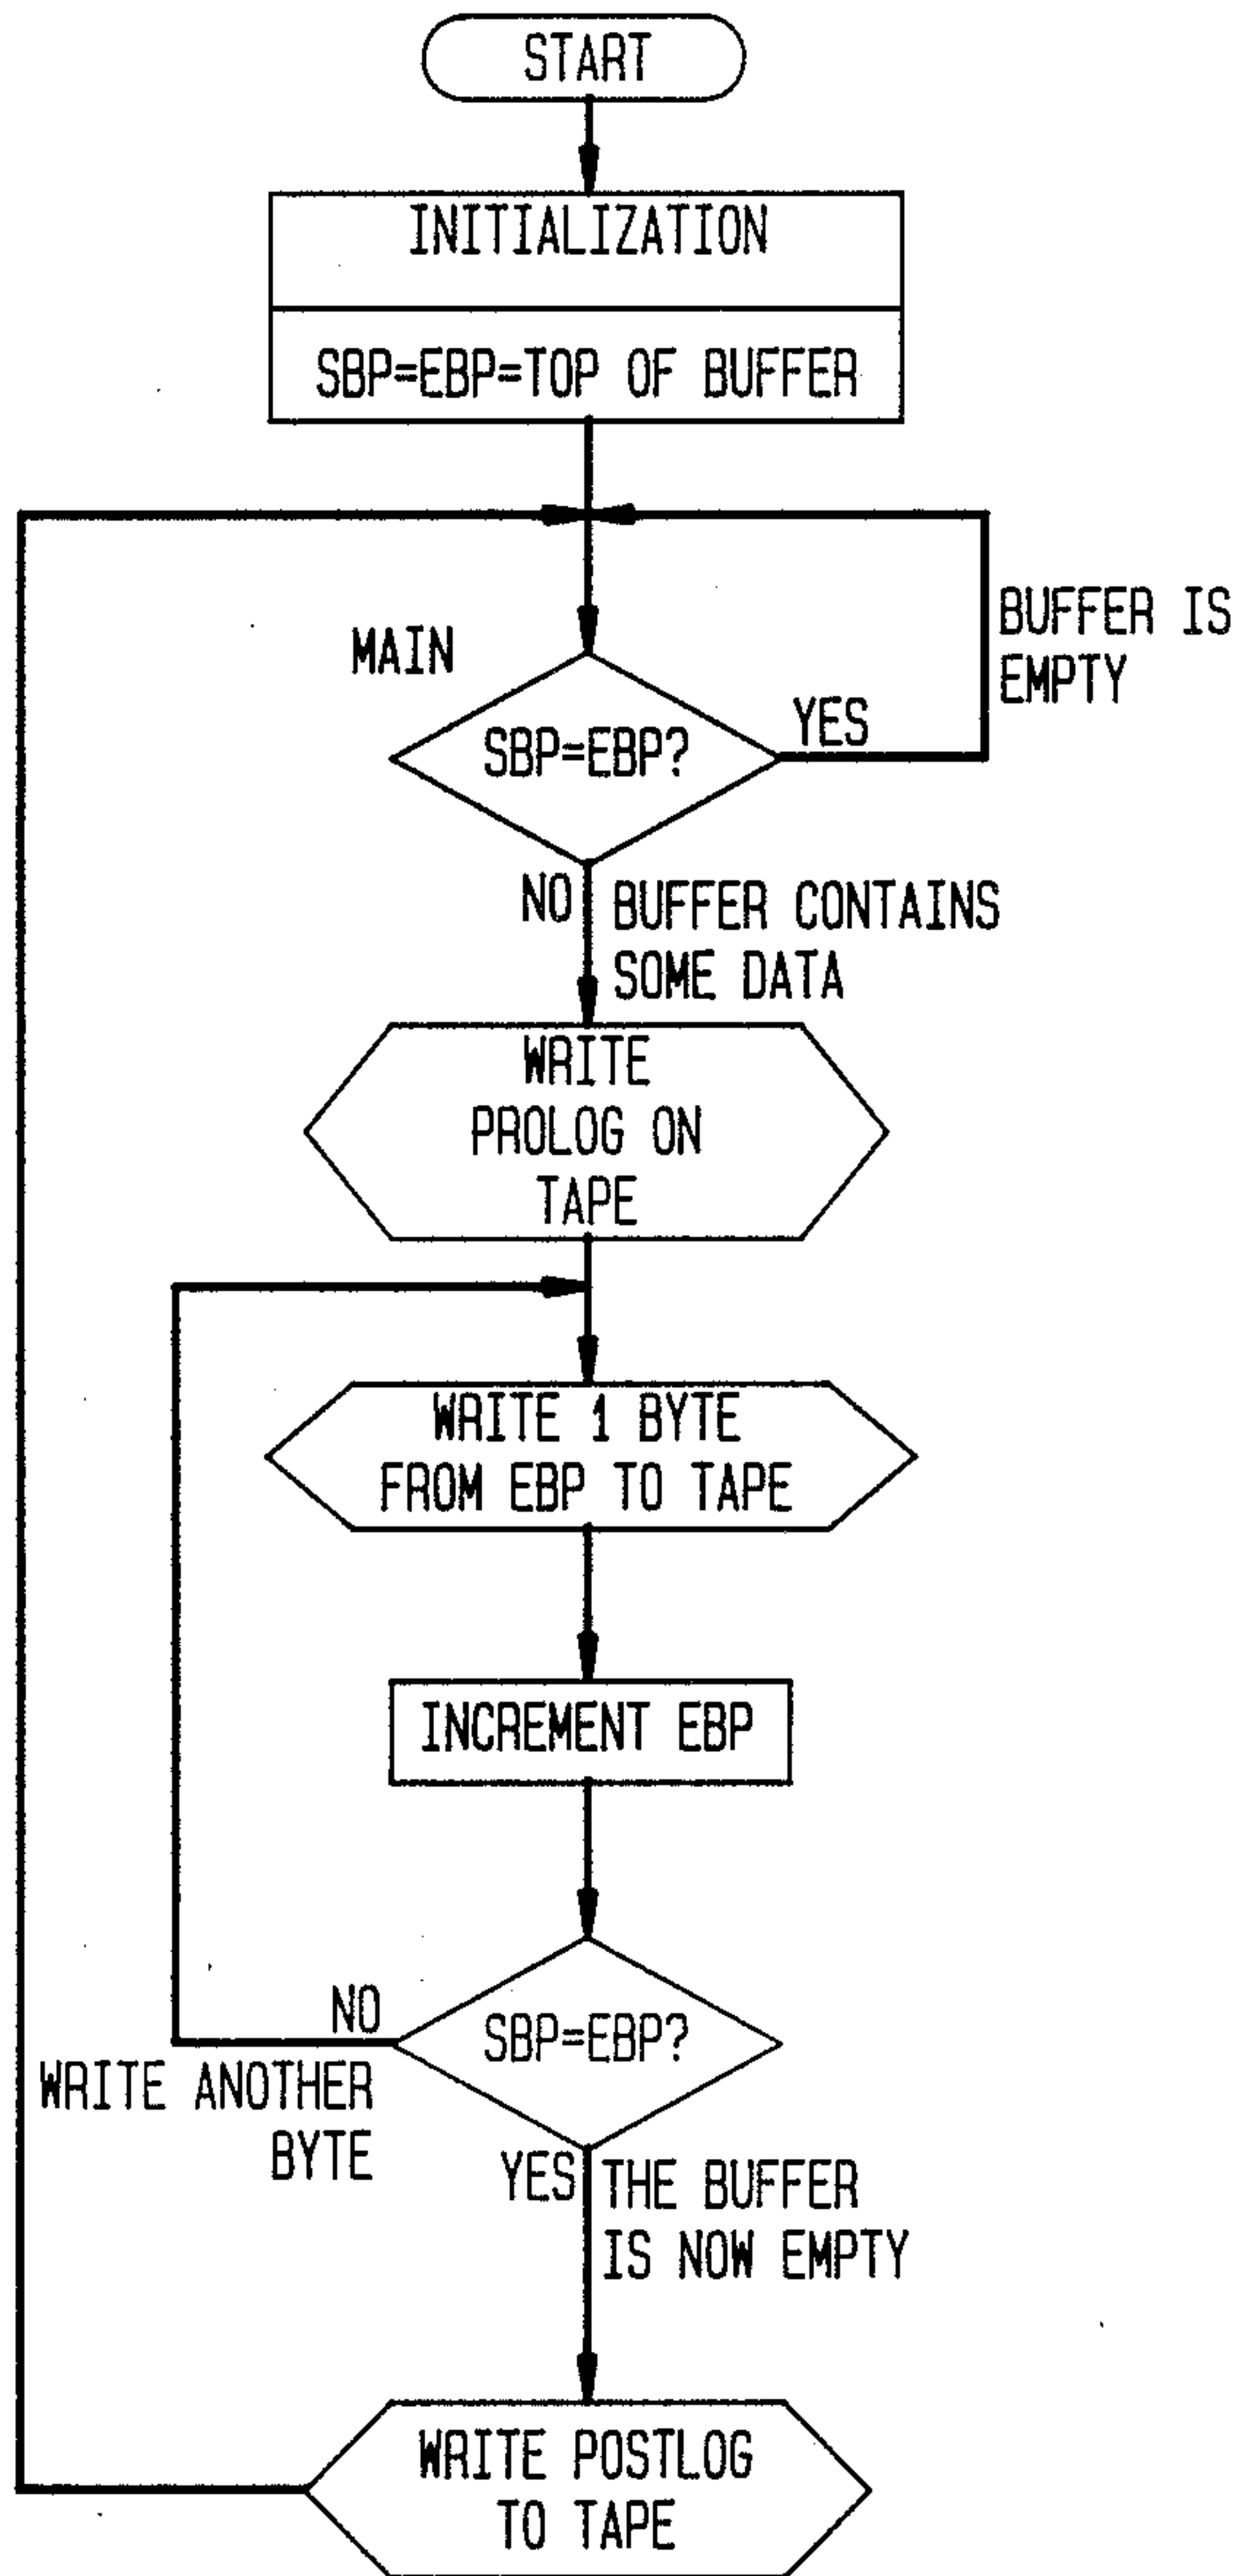 START
INITIALIZATION
SBP=EBP=TOP OF BUFFER
BUFFER IS
EMPTY
MAIN
YES
SBP=EBP?
NO
BUFFER CONTAINS
SOME DATA
WRITE
PROLOG ON
TAPE
WRITE 1 BYTE
FROM EBP TO TAPE
INCREMENT EBP
NO
SBP=EBP?
WRITE ANOTHER
BYTE
YES
THE BUFFER
IS NOW EMPTY
WRITE POSTLOG
TO TAPE